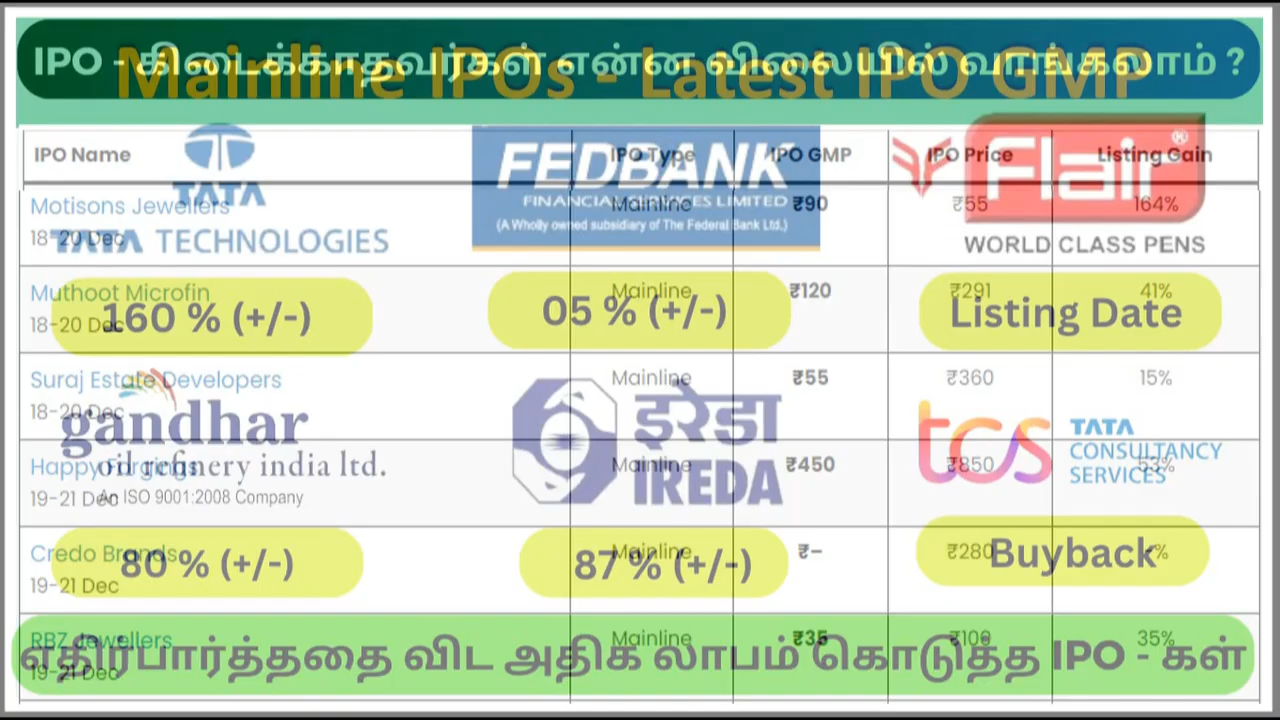 IPO - கிடைக்காதவர்கள் என்ன விலையில் வாங்கலாம் ?
Mainline IPOs - Latest IPO GMP
IPO Name IPO Type IPO GMP IPO Price Listing Gain
Motisons Jewellers Mainline ₹90 ₹55 164%
18-20 Dec
Muthoot Microfin Mainline ₹120 ₹291 41%
18-20 Dec
Suraj Estate Developers Mainline ₹55 ₹360 15%
18-20 Dec
Happy Forgings Mainline ₹450 ₹850 53%
19-21 Dec
Credo Brands Mainline ₹– ₹280 -%
19-21 Dec
RBZ Jewellers Mainline ₹35 ₹100 35%
19-21 Dec
TATA
TATA TECHNOLOGIES
FEDBANK
FINANCIAL SERVICES LIMITED
(A Wholly owned subsidiary of The Federal Bank Ltd.)
Flair®
WORLD CLASS PENS
160 % (+/-)
05 % (+/-)
Listing Date
gandhar
oil refinery india ltd.
An ISO 9001:2008 Company
इरेडा
IREDA
tcs TATA
CONSULTANCY
SERVICES
80 % (+/-)
87 % (+/-)
Buyback
எதிர்பார்த்ததை விட அதிக லாபம் கொடுத்த IPO - கள்